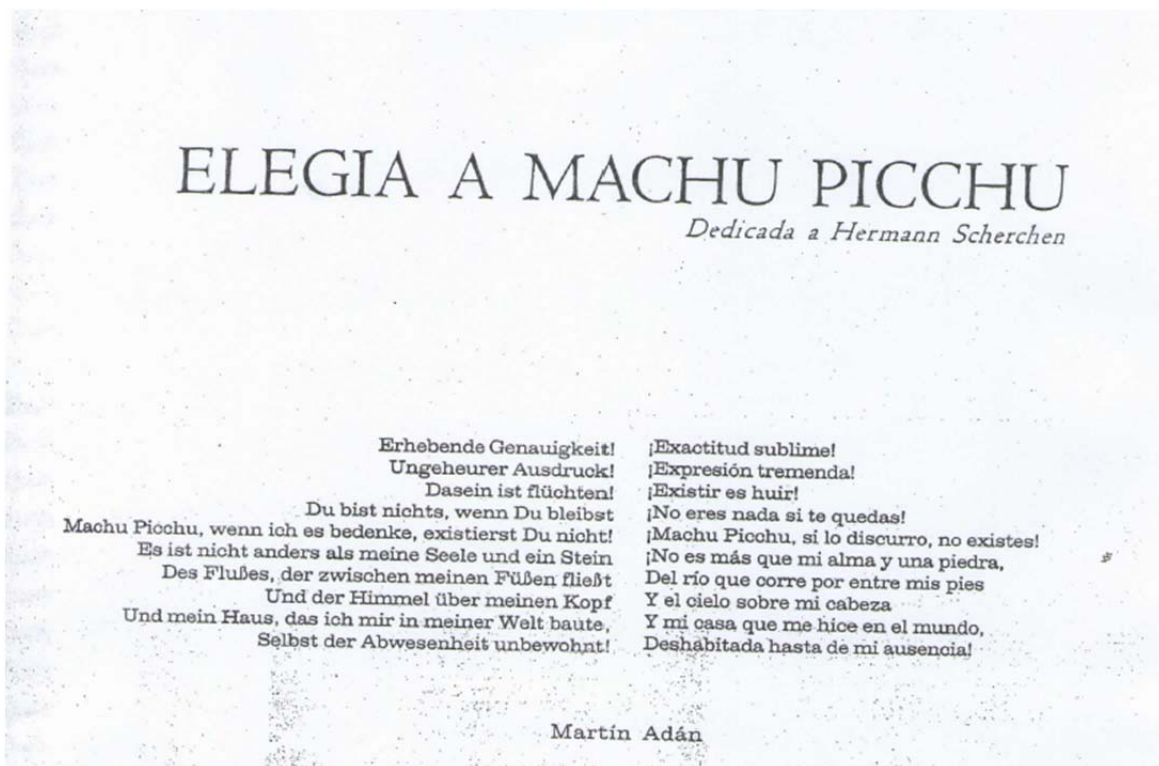 ELEGIA A MACHU PICCHU
Dedicada a Hermann Scherchen
Erhebende Genauigkeit!
Ungeheurer Ausdruck!
Dasein ist flüchten!
Du bist nichts, wenn Du bleibst
Machu Picchu, wenn ich es bedenke, existierst Du nicht!
Es ist nicht anders als meine Seele und ein Stein
Des Flußes, der zwischen meinen Füßen fließt
Und der Himmel über meinen Kopf
Und mein Haus, das ich mir in meiner Welt baute,
Selbst der Abwesenheit unbewohnt!
¡Exactitud sublime!
¡Expresión tremenda!
¡Existir es huir!
¡No eres nada si te quedas!
¡Machu Picchu, si lo discurro, no existes!
¡No es más que mi alma y una piedra,
Del río que corre por entre mis pies
Y el cielo sobre mi cabeza
Y mi casa que me hice en el mundo,
Deshabitada hasta de mi ausencia!
Martín Adán